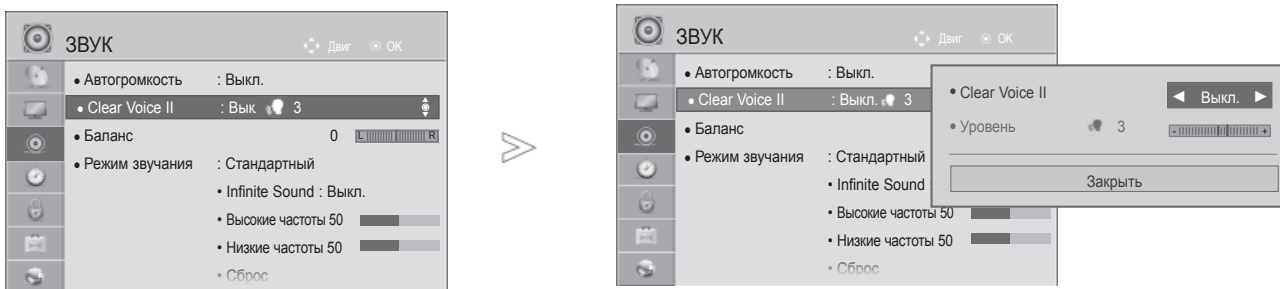 ЗВУК
Двиг ОК
• Автогромкость : Выкл.
• Clear Voice II : Вык 3
• Баланс 0 L R
• Режим звучания : Стандартный
• Infinite Sound : Выкл.
• Высокие частоты 50
• Низкие частоты 50
• Сброс
ЗВУК
Двиг ОК
• Автогромкость : Выкл.
• Clear Voice II : Выкл. 3
• Баланс
• Режим звучания : Стандартный
• Infinite Sound :
• Высокие частоты 50
• Низкие частоты 50
• Сброс
• Clear Voice II ◄ Выкл. ►
• Уровень 3 - +
Закрыть